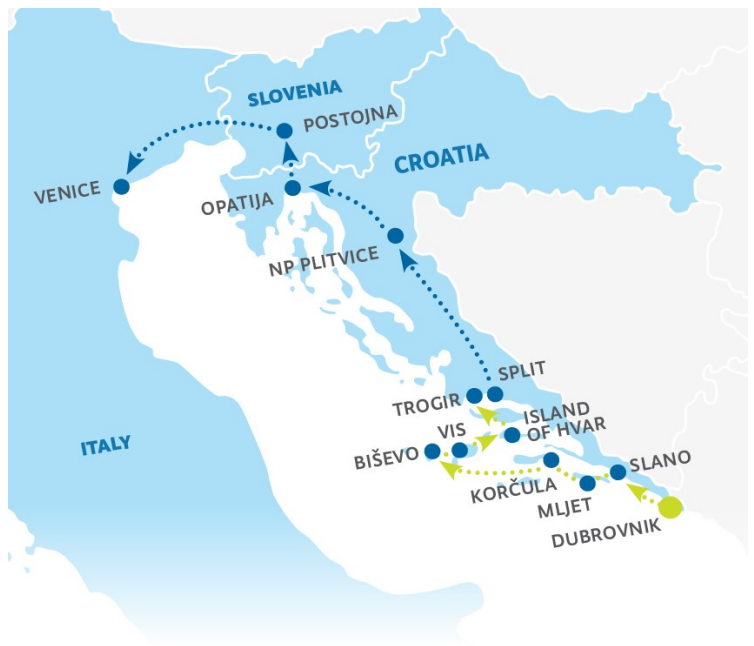 SLOVENIA
POSTOJNA
CROATIA
VENICE
OPATIJA
NP PLITVICE
SPLIT
TROGIR
ISLAND
OF HVAR
VIS
ITALY
BIŠEVO
SLANO
KORČULA
MLJET
DUBROVNIK